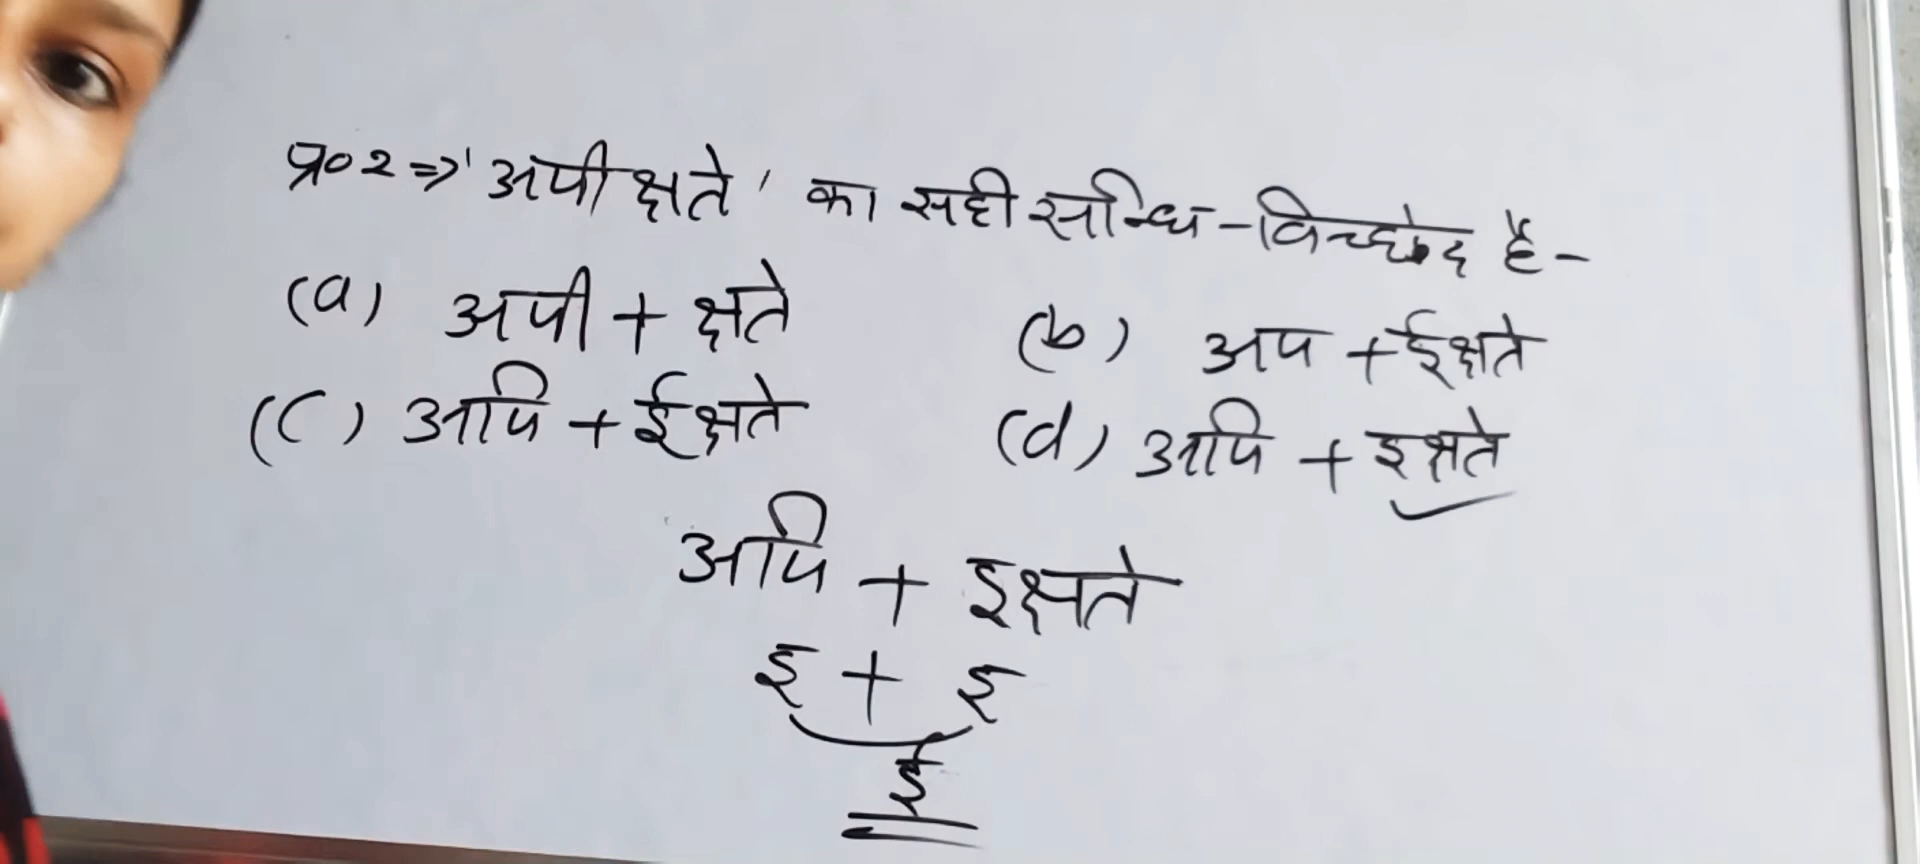 प्र०२⇒ 'अपीक्षते' का सही सन्धि-विच्छेद है-
(a) अपी + क्षते (b) अप + ईक्षते
(c) अपि + ईक्षते (d) अपि + इक्षते
अपि + इक्षते
इ + इ
ई